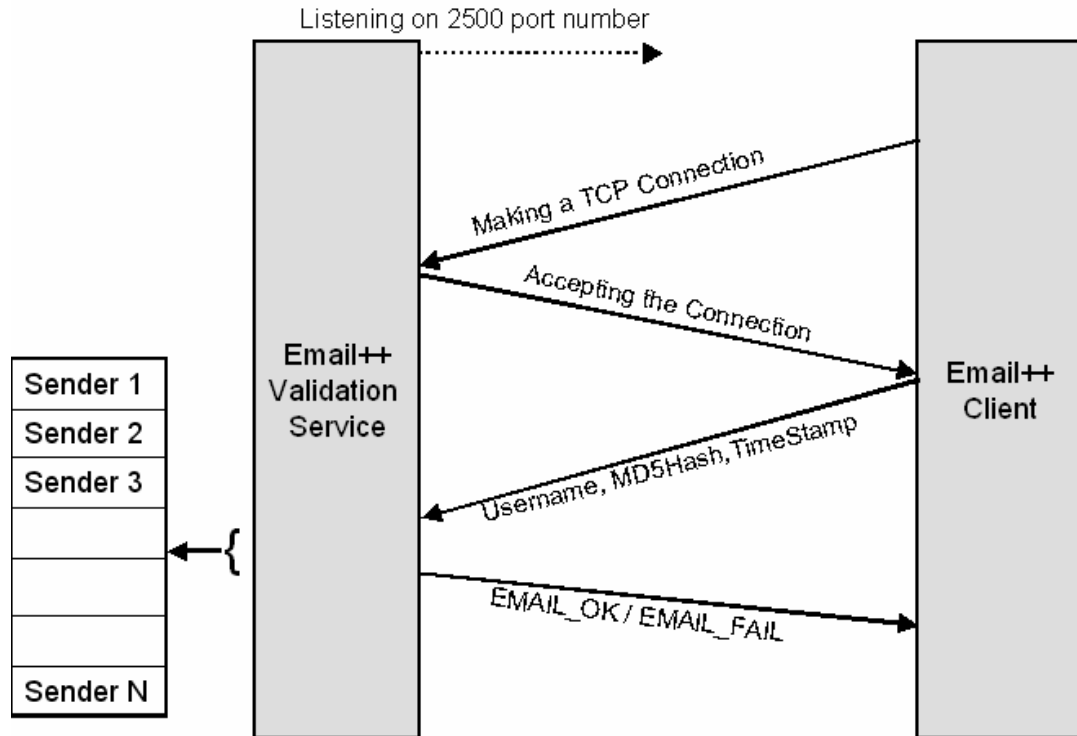 Listening on 2500 port number
Making a TCP Connection
Accepting the Connection
Email++
Validation
Service
Email++
Client
Sender 1
Sender 2
Sender 3
Username, MD5Hash,TimeStamp
EMAIL_OK / EMAIL_FAIL
Sender N